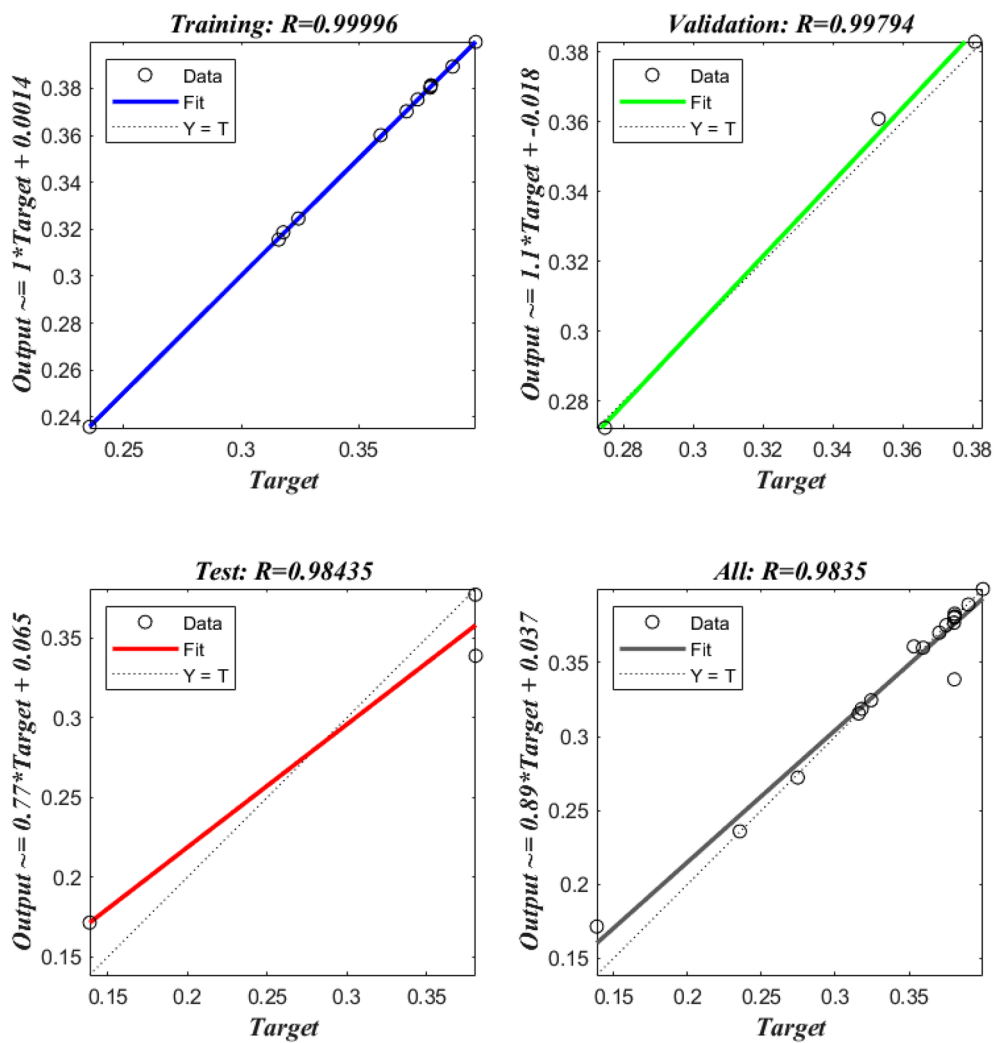 Training: R=0.99996
Output ~= 1*Target + 0.0014
Data
Fit
Y = T
0.38
0.36
0.34
0.32
0.3
0.28
0.26
0.24
0.25
0.3
0.35
Target
Validation: R=0.99794
Output ~= 1.1*Target + -0.018
Data
Fit
Y = T
0.38
0.36
0.34
0.32
0.3
0.28
0.28
0.3
0.32
0.34
0.36
0.38
Target
Test: R=0.98435
Output ~= 0.77*Target + 0.065
Data
Fit
Y = T
0.35
0.3
0.25
0.2
0.15
0.15
0.2
0.25
0.3
0.35
Target
All: R=0.9835
Output ~= 0.89*Target + 0.037
Data
Fit
Y = T
0.35
0.3
0.25
0.2
0.15
0.15
0.2
0.25
0.3
0.35
Target